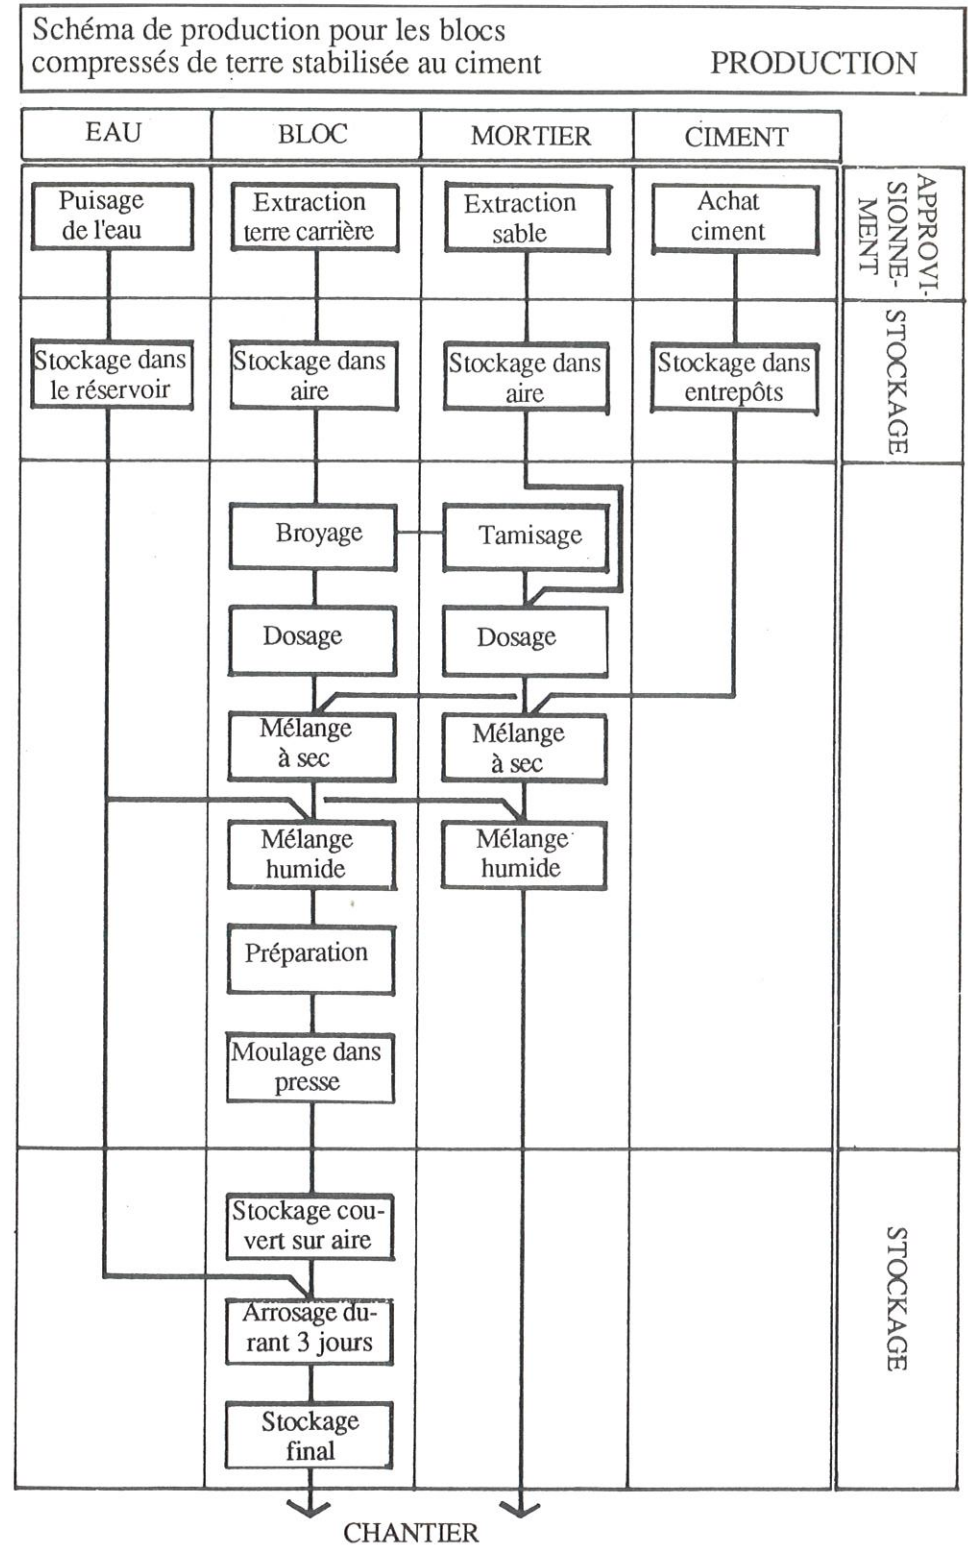 Schéma de production pour les blocs
compressés de terre stabilisée au ciment
PRODUCTION
EAU
BLOC
MORTIER
CIMENT
Puisage
de l'eau
Extraction
terre carrière
Extraction
sable
Achat
ciment
APPROVI-
SIONNE-
MENT
Stockage dans
le réservoir
Stockage dans
aire
Stockage dans
aire
Stockage dans
entrepôts
STOCKAGE
Broyage
Tamisage
Dosage
Dosage
Mélange
à sec
Mélange
à sec
Mélange
humide
Mélange
humide
Préparation
Moulage dans
presse
Stockage cou-
vert sur aire
Arrosage du-
rant 3 jours
Stockage
final
STOCKAGE
CHANTIER